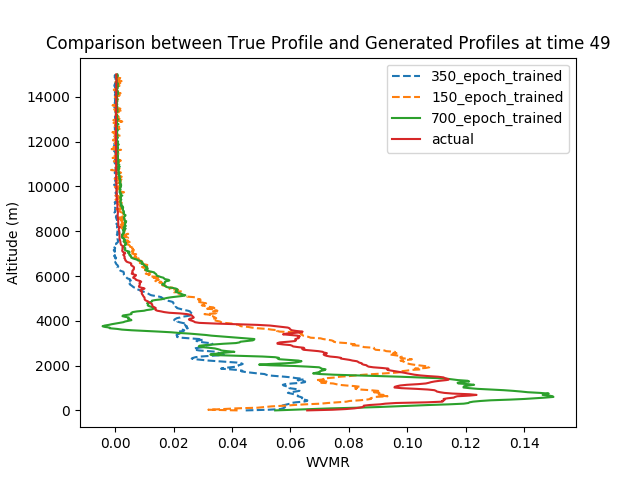 Comparison between True Profile and Generated Profiles at time 49
350_epoch_trained
150_epoch_trained
700_epoch_trained
actual
Altitude (m)
14000
12000
10000
8000
6000
4000
2000
0
0.00 0.02 0.04 0.06 0.08 0.10 0.12 0.14
WVMR